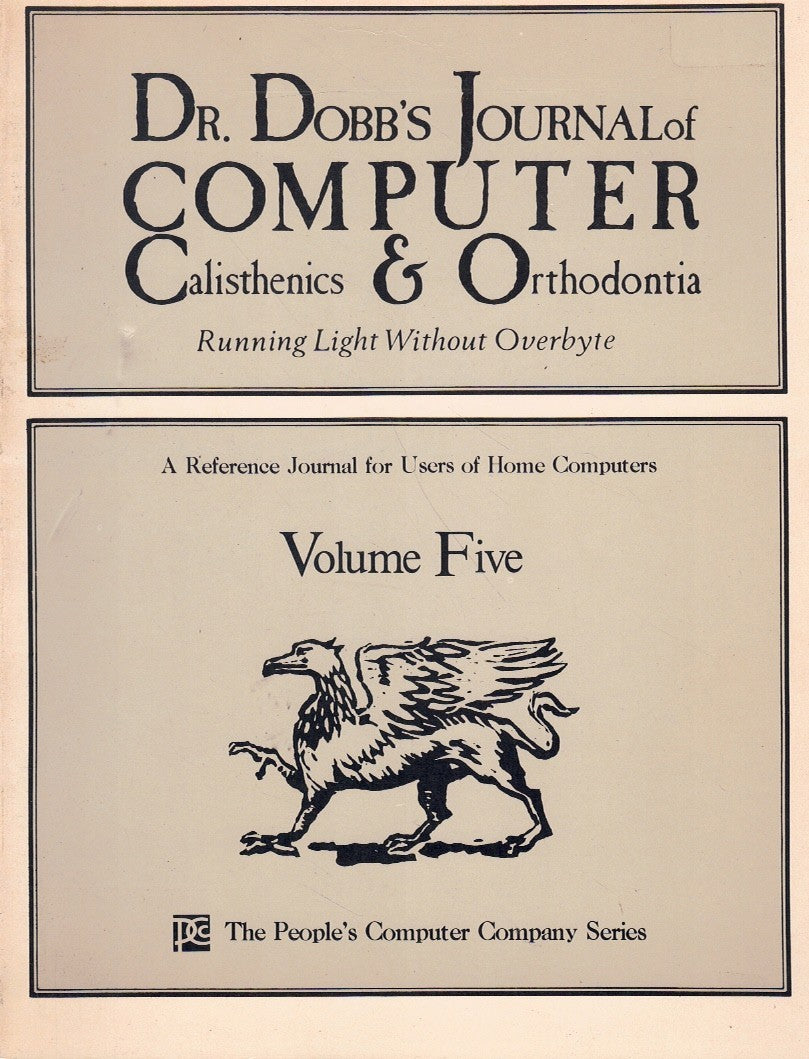 DR. DOBB'S JOURNAL of
COMPUTER
Calisthenics & Orthodontia
Running Light Without Overbyte
A Reference Journal for Users of Home Computers
Volume Five
pcc The People's Computer Company Series